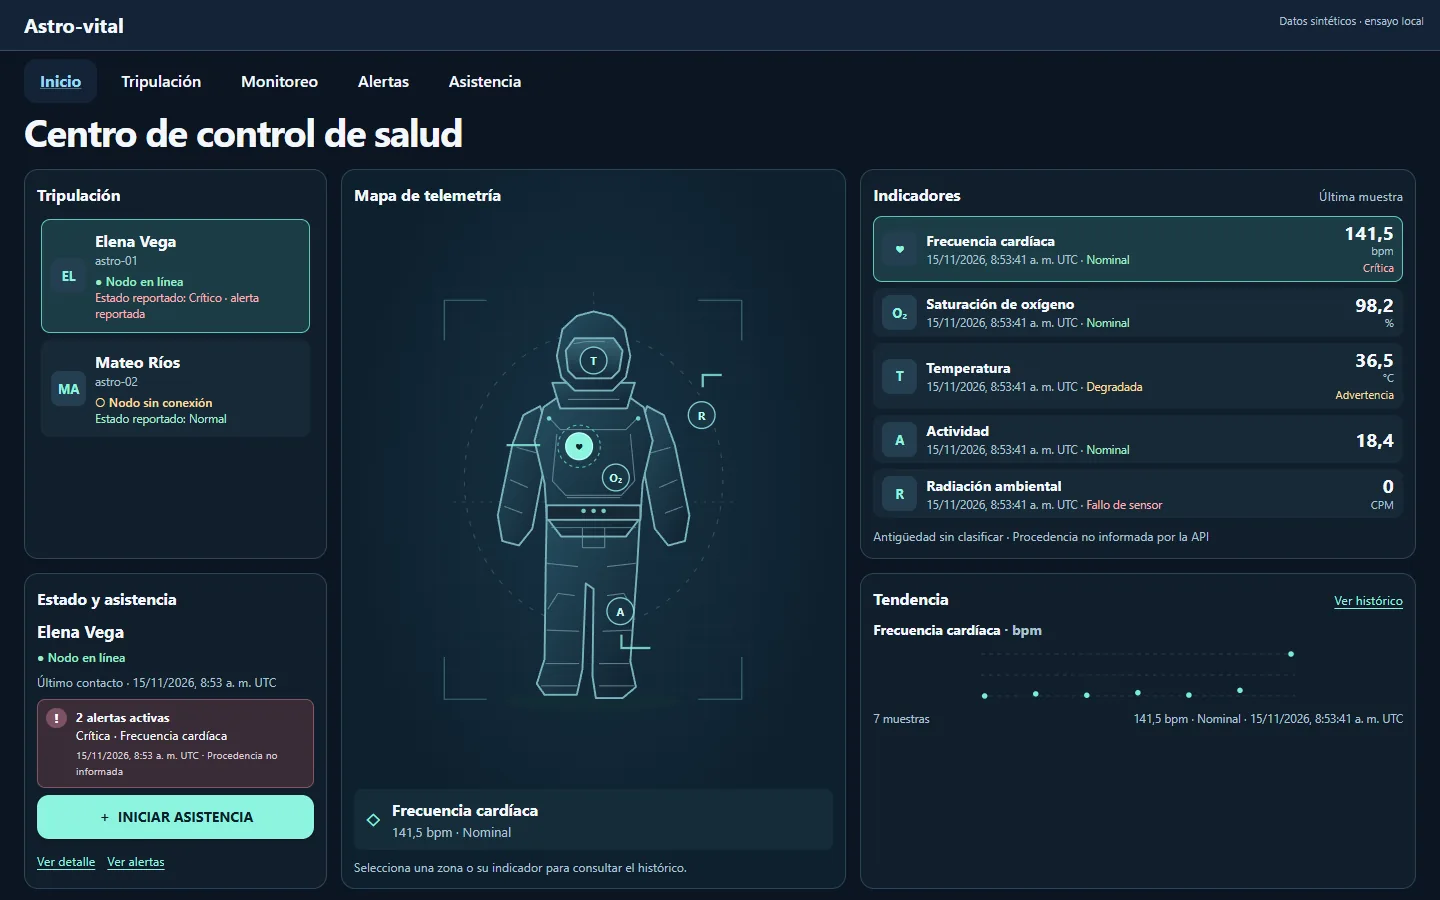 Astro-vital
Datos sintéticos · ensayo local
Inicio
Tripulación
Monitoreo
Alertas
Asistencia
Centro de control de salud
Tripulación
EL
Elena Vega
astro-01
● Nodo en línea
Estado reportado: Crítico · alerta
reportada
MA
Mateo Ríos
astro-02
○ Nodo sin conexión
Estado reportado: Normal
Estado y asistencia
Elena Vega
● Nodo en línea
Último contacto · 15/11/2026, 8:53 a. m. UTC
!
2 alertas activas
Crítica · Frecuencia cardíaca
15/11/2026, 8:53 a. m. UTC · Procedencia no
informada
+ INICIAR ASISTENCIA
Ver detalle
Ver alertas
Mapa de telemetría
T
R
♥
O₂
A
◇
Frecuencia cardíaca
141,5 bpm · Nominal
Selecciona una zona o su indicador para consultar el histórico.
Indicadores
Última muestra
♥
Frecuencia cardíaca
15/11/2026, 8:53:41 a. m. UTC · Nominal
141,5
bpm
Crítica
O₂
Saturación de oxígeno
15/11/2026, 8:53:41 a. m. UTC · Nominal
98,2
%
T
Temperatura
15/11/2026, 8:53:41 a. m. UTC · Degradada
36,5
°C
Advertencia
A
Actividad
15/11/2026, 8:53:41 a. m. UTC · Nominal
18,4
R
Radiación ambiental
15/11/2026, 8:53:41 a. m. UTC · Fallo de sensor
0
CPM
Antigüedad sin clasificar · Procedencia no informada por la API
Tendencia
Ver histórico
Frecuencia cardíaca · bpm
7 muestras
141,5 bpm · Nominal · 15/11/2026, 8:53:41 a. m. UTC